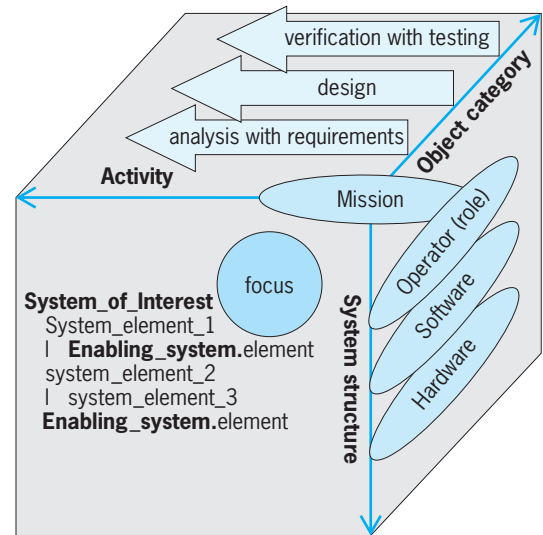 verification with testing
design
analysis with requirements
Object category
Activity
Mission
Operator (role)
Software
Hardware
focus
System structure
System_of_Interest
System_element_1
l Enabling_system.element
system_element_2
l system_element_3
Enabling_system.element